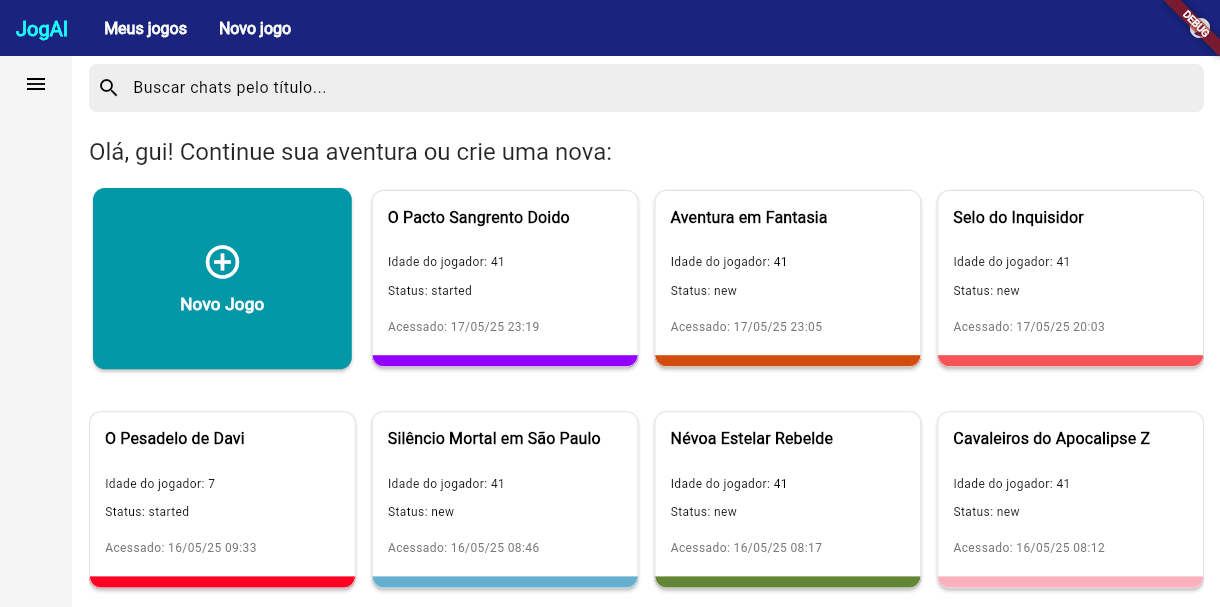 JogAI
Meus jogos
Novo jogo
DEBUG
Buscar chats pelo título...
Olá, gui! Continue sua aventura ou crie uma nova:
Novo Jogo
O Pacto Sangrento Doido
Idade do jogador: 41
Status: started
Acessado: 17/05/25 23:19
Aventura em Fantasia
Idade do jogador: 41
Status: new
Acessado: 17/05/25 23:05
Selo do Inquisidor
Idade do jogador: 41
Status: new
Acessado: 17/05/25 20:03
O Pesadelo de Davi
Idade do jogador: 7
Status: started
Acessado: 16/05/25 09:33
Silêncio Mortal em São Paulo
Idade do jogador: 41
Status: new
Acessado: 16/05/25 08:46
Névoa Estelar Rebelde
Idade do jogador: 41
Status: new
Acessado: 16/05/25 08:17
Cavaleiros do Apocalipse Z
Idade do jogador: 41
Status: new
Acessado: 16/05/25 08:12